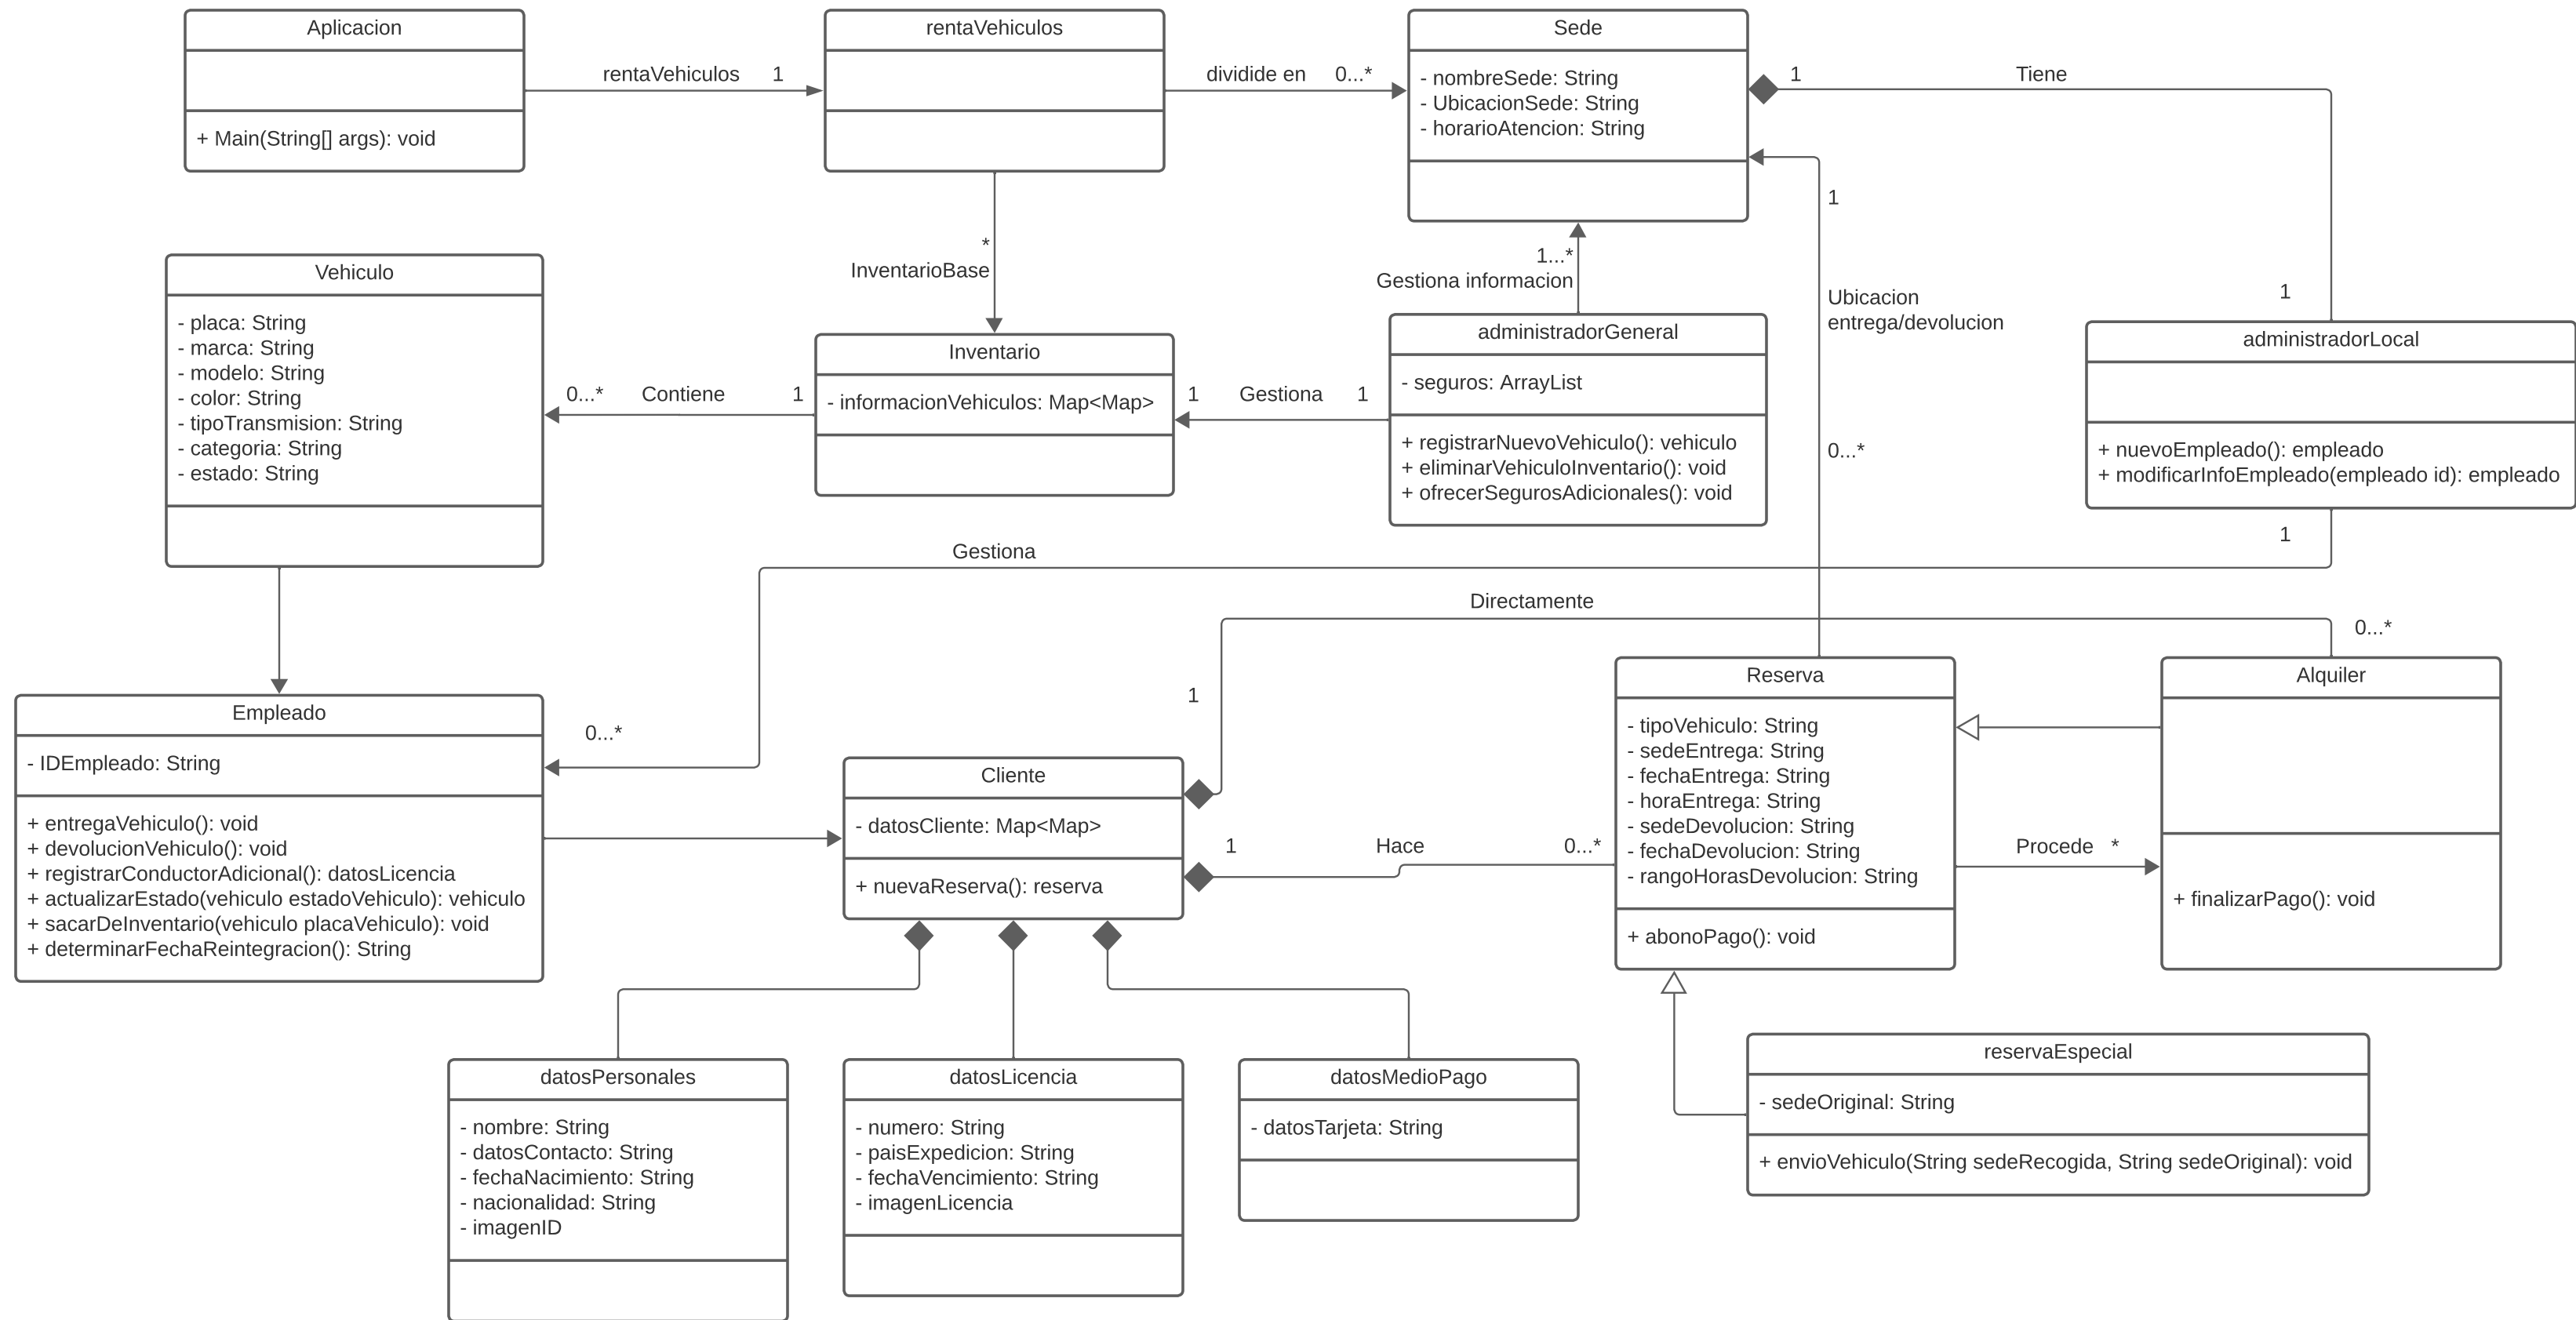 Aplicacion
+ Main(String[] args): void
rentaVehiculos 1
rentaVehiculos
dividide en 0...*
Sede
- nombreSede: String
- UbicacionSede: String
- horarioAtencion: String
1 Tiene
1
*
InventarioBase
1...*
Gestiona informacion
1
Ubicacion
entrega/devolucion
0...*
Vehiculo
- placa: String
- marca: String
- modelo: String
- color: String
- tipoTransmision: String
- categoria: String
- estado: String
0...* Contiene 1
Inventario
- informacionVehiculos: Map<Map>
1 Gestiona 1
administradorGeneral
- seguros: ArrayList
+ registrarNuevoVehiculo(): vehiculo
+ eliminarVehiculoInventario(): void
+ ofrecerSegurosAdicionales(): void
administradorLocal
+ nuevoEmpleado(): empleado
+ modificarInfoEmpleado(empleado id): empleado
1
Gestiona
0...*
Directamente
0...*
1
Empleado
- IDEmpleado: String
+ entregaVehiculo(): void
+ devolucionVehiculo(): void
+ registrarConductorAdicional(): datosLicencia
+ actualizarEstado(vehiculo estadoVehiculo): vehiculo
+ sacarDeInventario(vehiculo placaVehiculo): void
+ determinarFechaReintegracion(): String
Cliente
- datosCliente: Map<Map>
+ nuevaReserva(): reserva
1 Hace 0...*
Reserva
- tipoVehiculo: String
- sedeEntrega: String
- fechaEntrega: String
- horaEntrega: String
- sedeDevolucion: String
- fechaDevolucion: String
- rangoHorasDevolucion: String
+ abonoPago(): void
Procede *
Alquiler
+ finalizarPago(): void
datosPersonales
- nombre: String
- datosContacto: String
- fechaNacimiento: String
- nacionalidad: String
- imagenID
datosLicencia
- numero: String
- paisExpedicion: String
- fechaVencimiento: String
- imagenLicencia
datosMedioPago
- datosTarjeta: String
reservaEspecial
- sedeOriginal: String
+ envioVehiculo(String sedeRecogida, String sedeOriginal): void